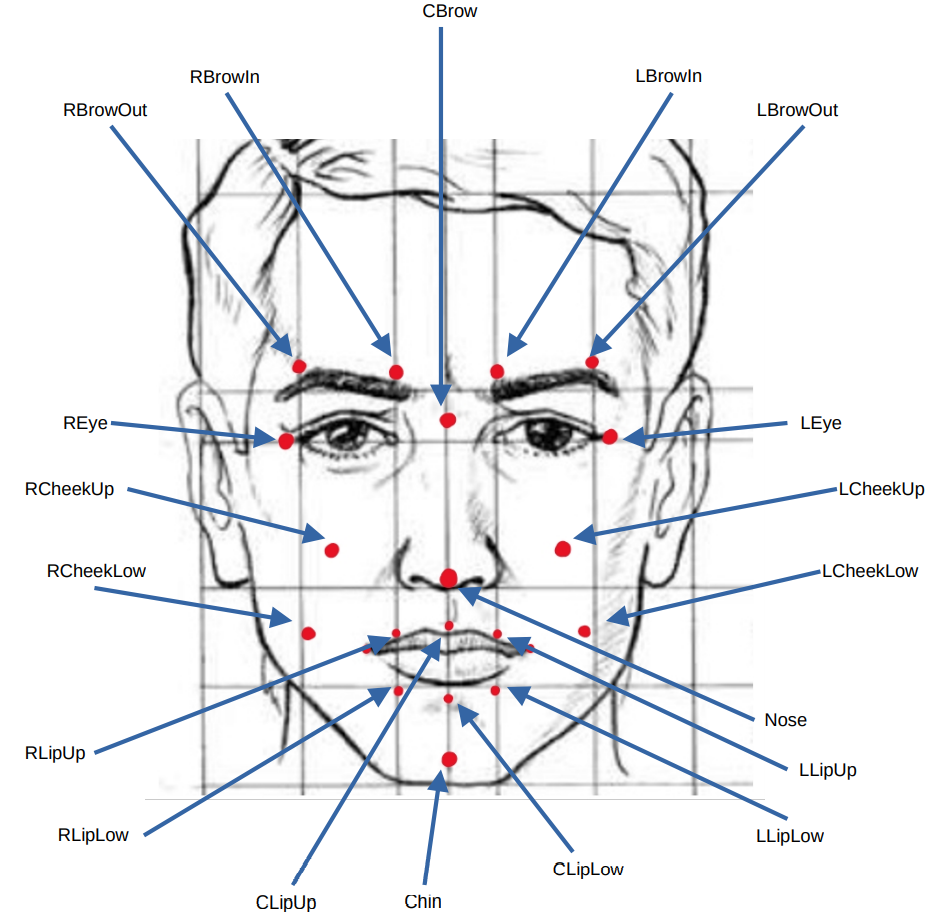 CBrow
RBrowIn
LBrowIn
RBrowOut
LBrowOut
REye
LEye
RCheekUp
LCheekUp
RCheekLow
LCheekLow
Nose
RLipUp
LLipUp
RLipLow
LLipLow
CLipLow
CLipUp
Chin